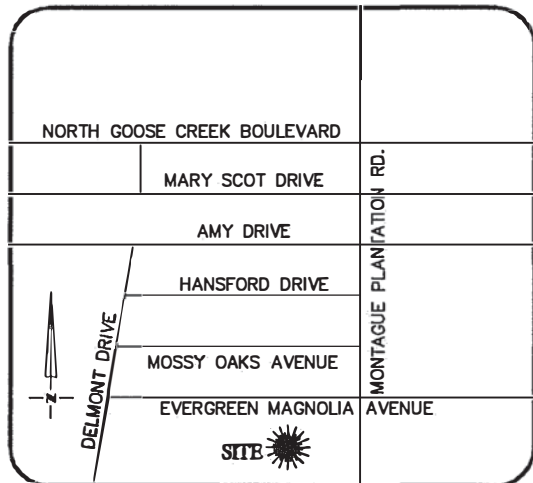 NORTH GOOSE CREEK BOULEVARD
MARY SCOT DRIVE
AMY DRIVE
HANSFORD DRIVE
MOSSY OAKS AVENUE
EVERGREEN MAGNOLIA AVENUE
MONTAGUE PLANTATION RD.
DELMONT DRIVE
N
SITE